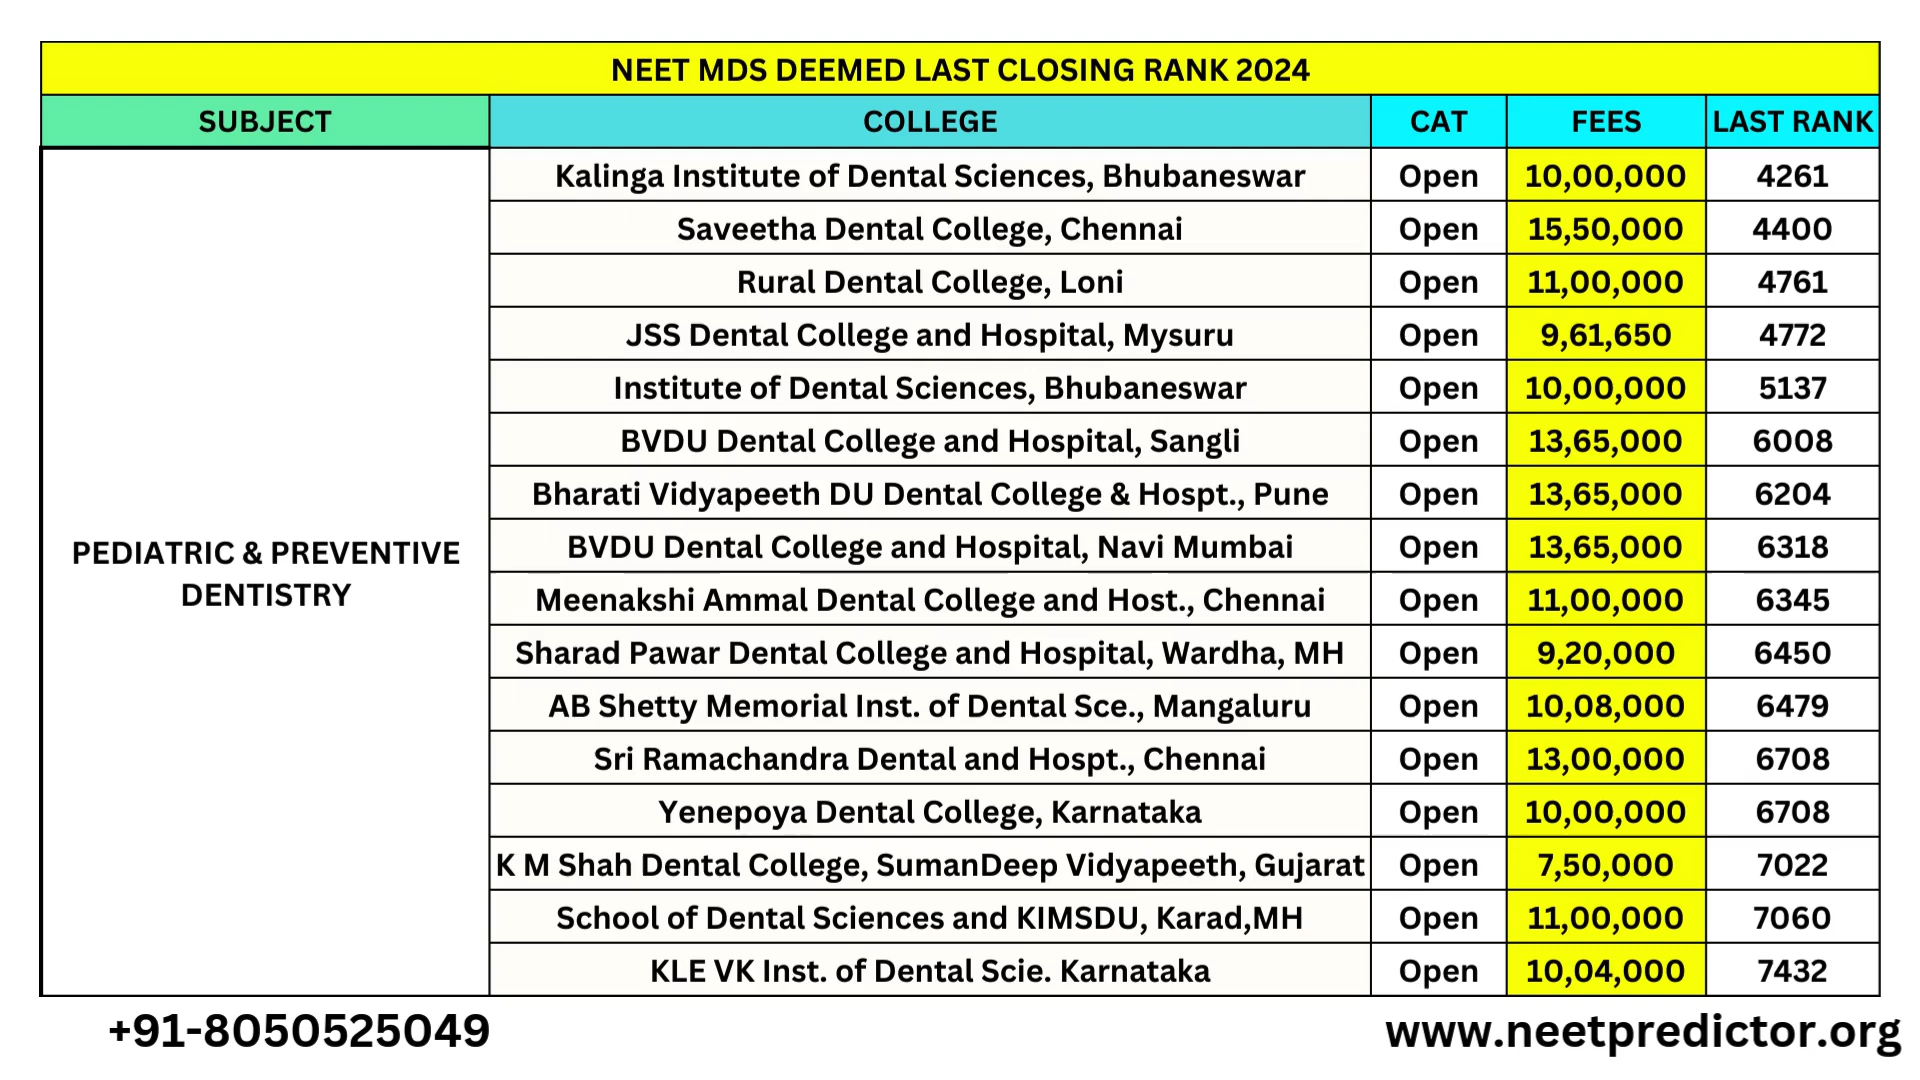 NEET MDS DEEMED LAST CLOSING RANK 2024
SUBJECT COLLEGE CAT FEES LAST RANK
PEDIATRIC & PREVENTIVE
DENTISTRY
Kalinga Institute of Dental Sciences, Bhubaneswar Open 10,00,000 4261
Saveetha Dental College, Chennai Open 15,50,000 4400
Rural Dental College, Loni Open 11,00,000 4761
JSS Dental College and Hospital, Mysuru Open 9,61,650 4772
Institute of Dental Sciences, Bhubaneswar Open 10,00,000 5137
BVDU Dental College and Hospital, Sangli Open 13,65,000 6008
Bharati Vidyapeeth DU Dental College & Hospt., Pune Open 13,65,000 6204
BVDU Dental College and Hospital, Navi Mumbai Open 13,65,000 6318
Meenakshi Ammal Dental College and Host., Chennai Open 11,00,000 6345
Sharad Pawar Dental College and Hospital, Wardha, MH Open 9,20,000 6450
AB Shetty Memorial Inst. of Dental Sce., Mangaluru Open 10,08,000 6479
Sri Ramachandra Dental and Hospt., Chennai Open 13,00,000 6708
Yenepoya Dental College, Karnataka Open 10,00,000 6708
K M Shah Dental College, SumanDeep Vidyapeeth, Gujarat Open 7,50,000 7022
School of Dental Sciences and KIMSDU, Karad,MH Open 11,00,000 7060
KLE VK Inst. of Dental Scie. Karnataka Open 10,04,000 7432
+91-8050525049 www.neetpredictor.org